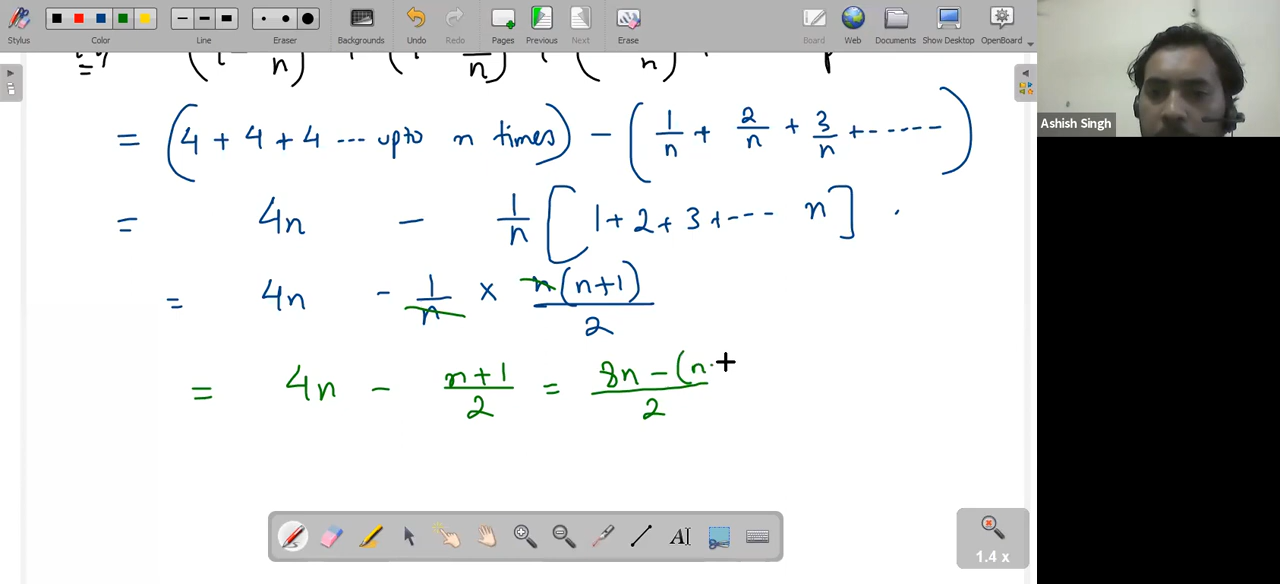 Stylus Color Line Eraser Backgrounds Undo Redo Pages Previous Next Erase Board Web Documents Show Desktop OpenBoard
Ashish Singh
= (4 + 4 + 4 ---- upto n times) - (1/n + 2/n + 3/n + -----)
= 4n - 1/n [1 + 2 + 3 + --- n] .
= 4n - 1/n × n(n+1)/2
= 4n - n+1/2 = 8n - (n+/2
1.4 x